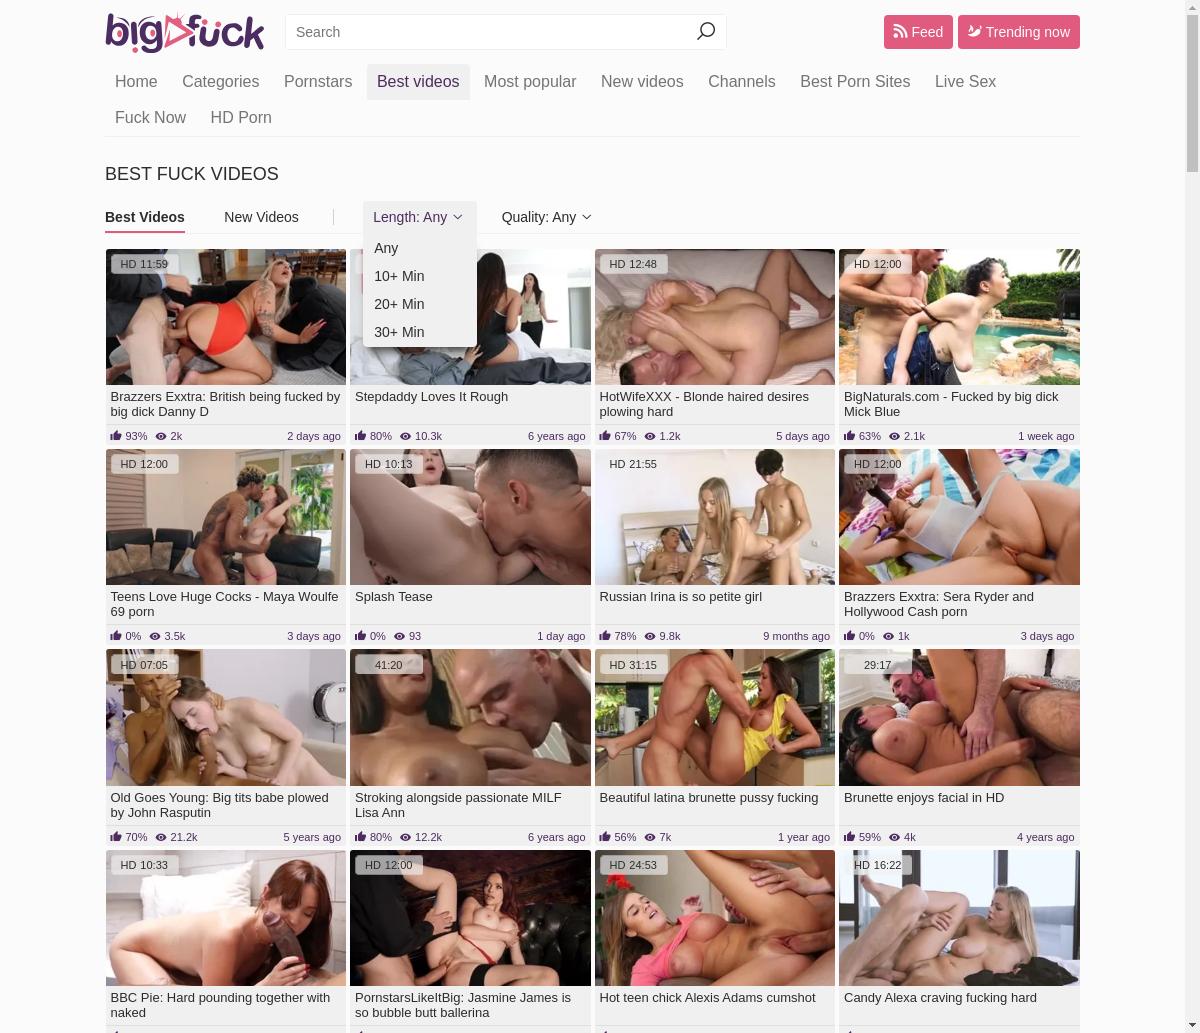 bigfuck
Search
Feed
Trending now
Home Categories Pornstars Best videos Most popular New videos Channels Best Porn Sites Live Sex
Fuck Now HD Porn
BEST FUCK VIDEOS
Best Videos New Videos Length: Any Quality: Any
Any
10+ Min
20+ Min
30+ Min
HD 11:59
HD 12:48
HD 12:00
Brazzers Exxtra: British being fucked by
big dick Danny D
93% 2k 2 days ago
Stepdaddy Loves It Rough
80% 10.3k 6 years ago
HotWifeXXX - Blonde haired desires
plowing hard
67% 1.2k 5 days ago
BigNaturals.com - Fucked by big dick
Mick Blue
63% 2.1k 1 week ago
HD 12:00
HD 10:13
HD 21:55
HD 12:00
Teens Love Huge Cocks - Maya Woulfe
69 porn
0% 3.5k 3 days ago
Splash Tease
0% 93 1 day ago
Russian Irina is so petite girl
78% 9.8k 9 months ago
Brazzers Exxtra: Sera Ryder and
Hollywood Cash porn
0% 1k 3 days ago
HD 07:05
41:20
HD 31:15
29:17
Old Goes Young: Big tits babe plowed
by John Rasputin
70% 21.2k 5 years ago
Stroking alongside passionate MILF
Lisa Ann
80% 12.2k 6 years ago
Beautiful latina brunette pussy fucking
56% 7k 1 year ago
Brunette enjoys facial in HD
59% 4k 4 years ago
HD 10:33
HD 12:00
HD 24:53
HD 16:22
BBC Pie: Hard pounding together with
naked
PornstarsLikeItBig: Jasmine James is
so bubble butt ballerina
Hot teen chick Alexis Adams cumshot
Candy Alexa craving fucking hard